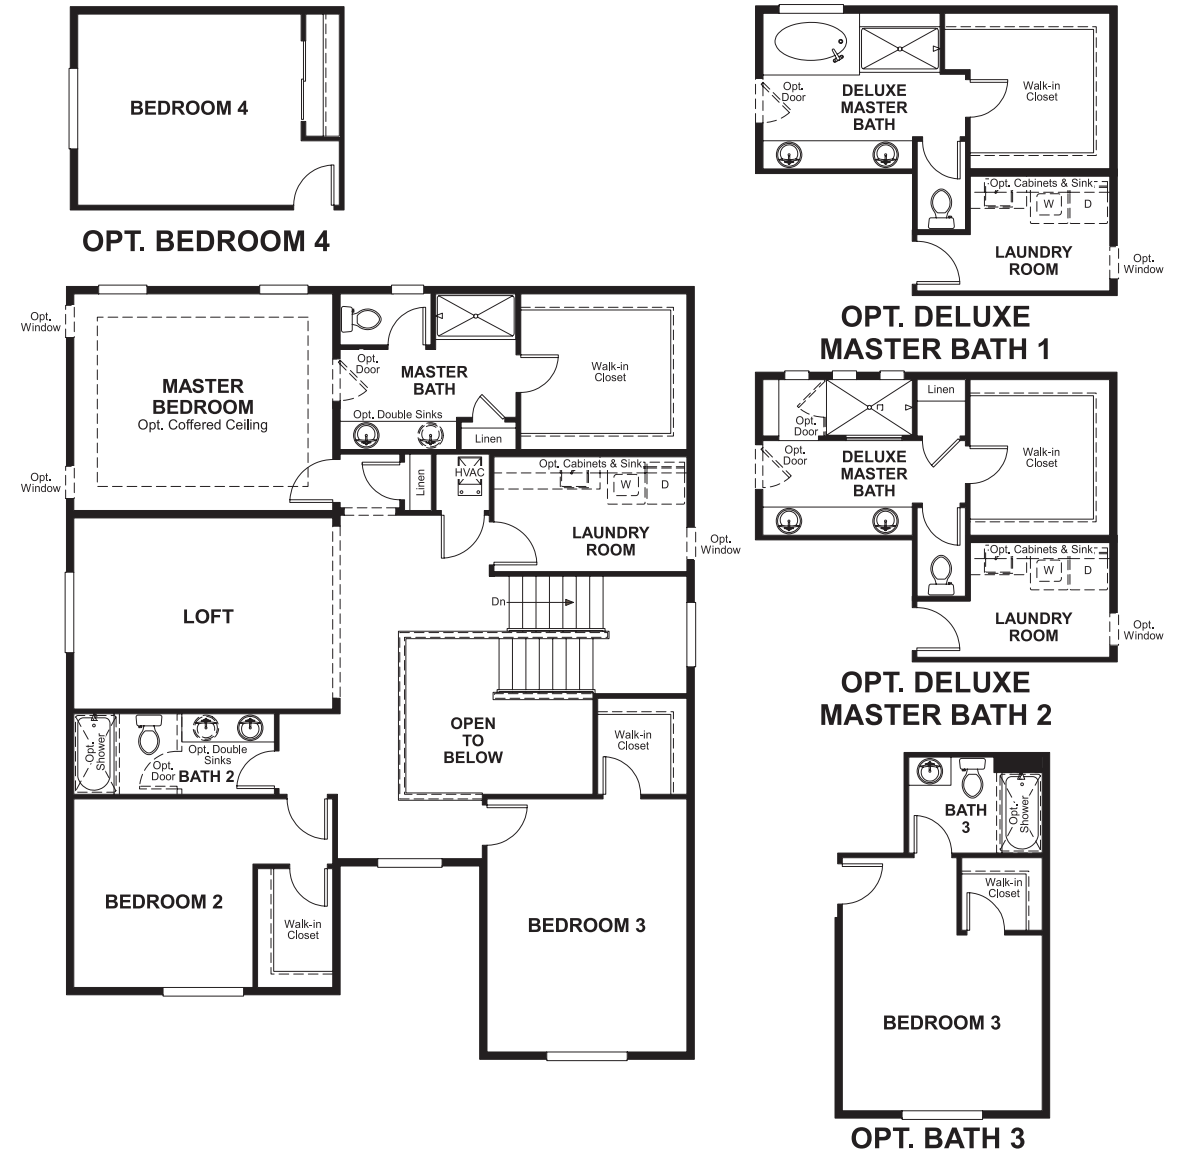 BEDROOM 4
OPT. BEDROOM 4
Opt.
Window
MASTER
BEDROOM
Opt. Coffered Ceiling
Opt.
Window
Opt.
Door
MASTER
BATH
Opt. Double Sinks
Linen
Walk-in
Closet
Linen
HVAC
Opt. Cabinets & Sink
W
D
LAUNDRY
ROOM
Opt.
Window
LOFT
Dn
OPEN
TO
BELOW
Walk-in
Closet
Opt.
Shower
Opt. Double
Sinks
Opt.
Door
BATH 2
BEDROOM 2
Walk-in
Closet
BEDROOM 3
Opt.
Door
DELUXE
MASTER
BATH
Walk-in
Closet
Opt. Cabinets & Sink
W
D
LAUNDRY
ROOM
Opt.
Window
OPT. DELUXE
MASTER BATH 1
Opt.
Door
Linen
Opt.
Door
DELUXE
MASTER
BATH
Walk-in
Closet
Opt. Cabinets & Sink
W
D
LAUNDRY
ROOM
Opt.
Window
OPT. DELUXE
MASTER BATH 2
BATH
3
Opt.
Shower
Walk-in
Closet
BEDROOM 3
OPT. BATH 3